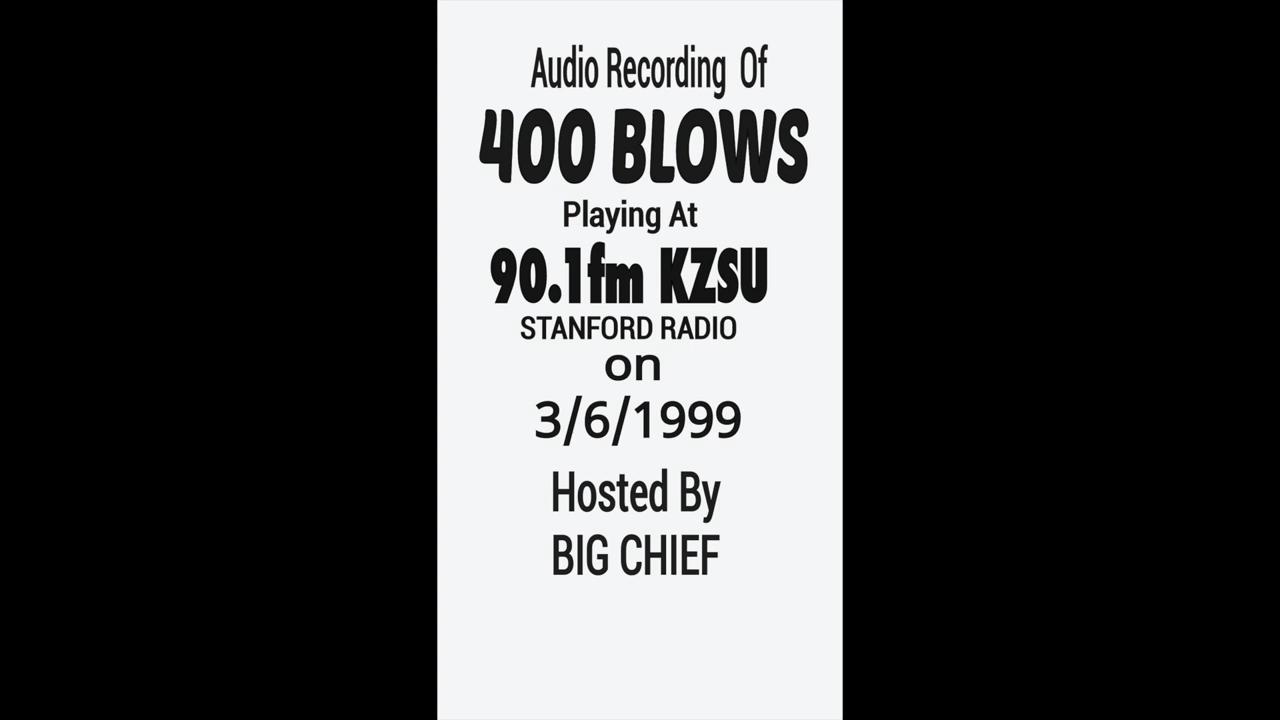 Audio Recording Of
400 BLOWS
Playing At
90.1fm KZSU
STANFORD RADIO
on
3/6/1999
Hosted By
BIG CHIEF